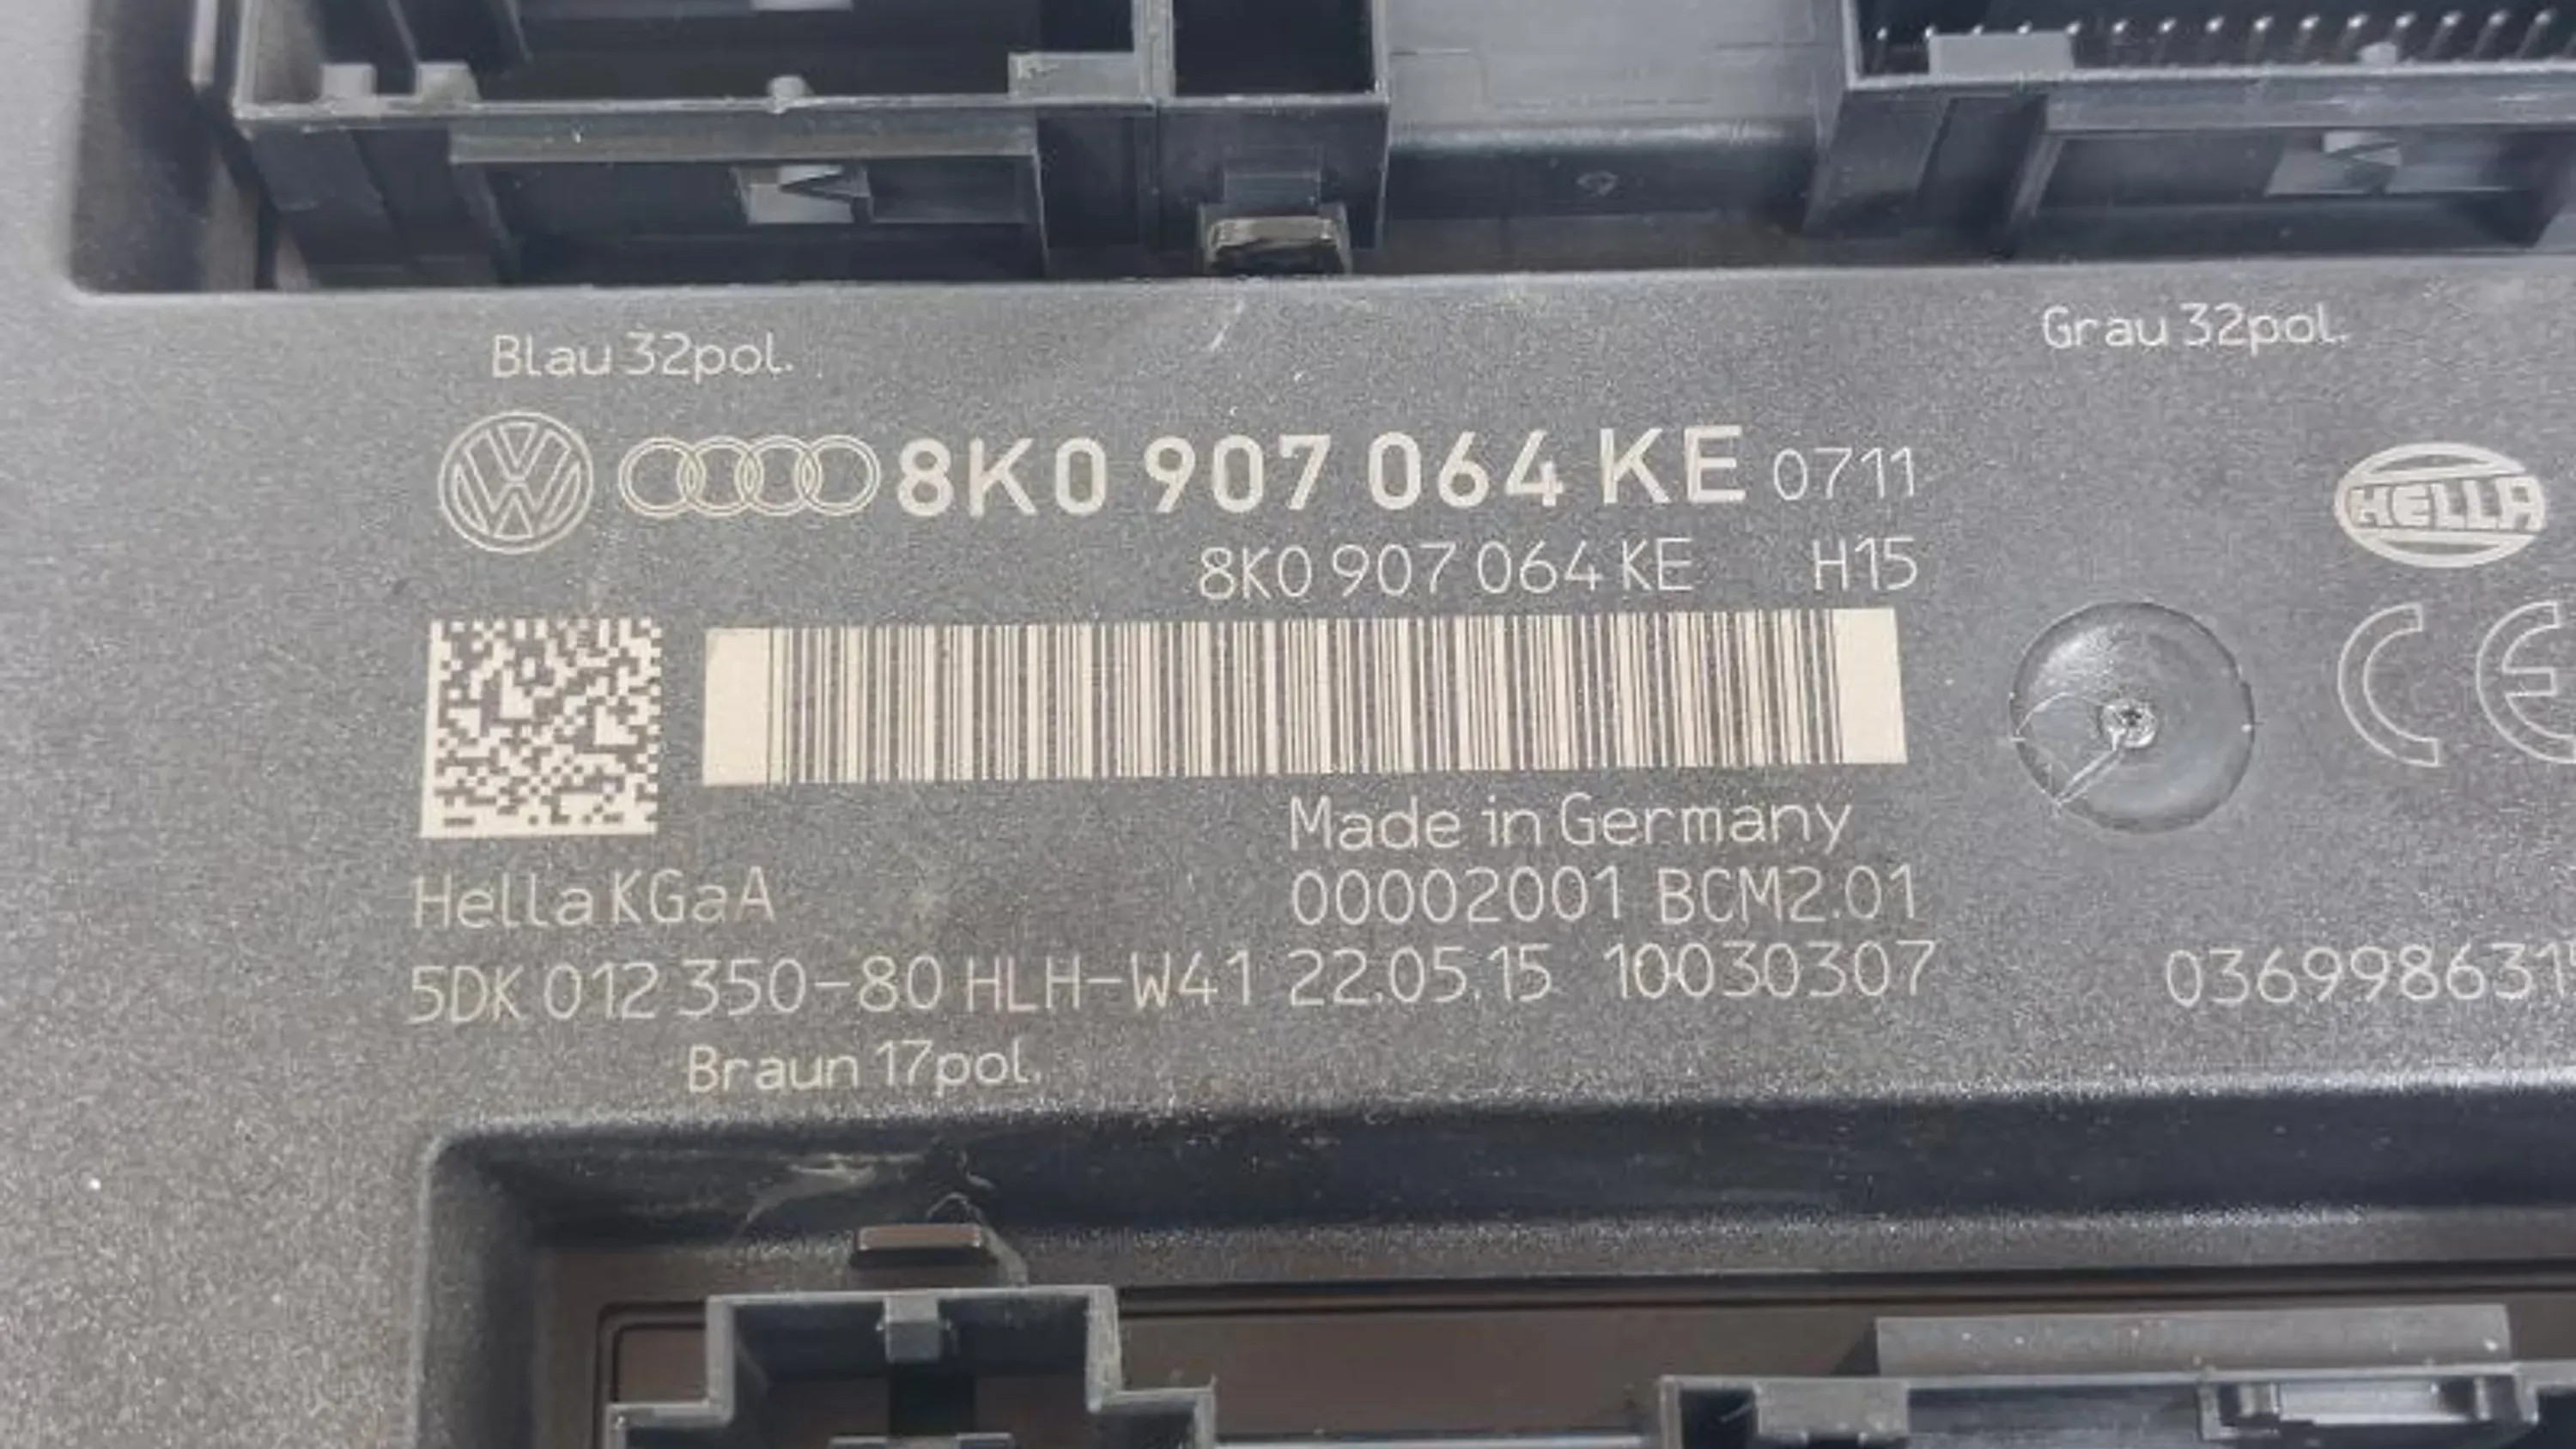 Blau 32pol.
Grau 32pol.
8K0 907 064 KE 0711
HELLA
8K0 907 064 KE H15
CE
Made in Germany
Hella KGaA
00002001 BCM2.01
5DK 012 350-80 HLH-W41 22.05.15 10030307
Braun 17pol.